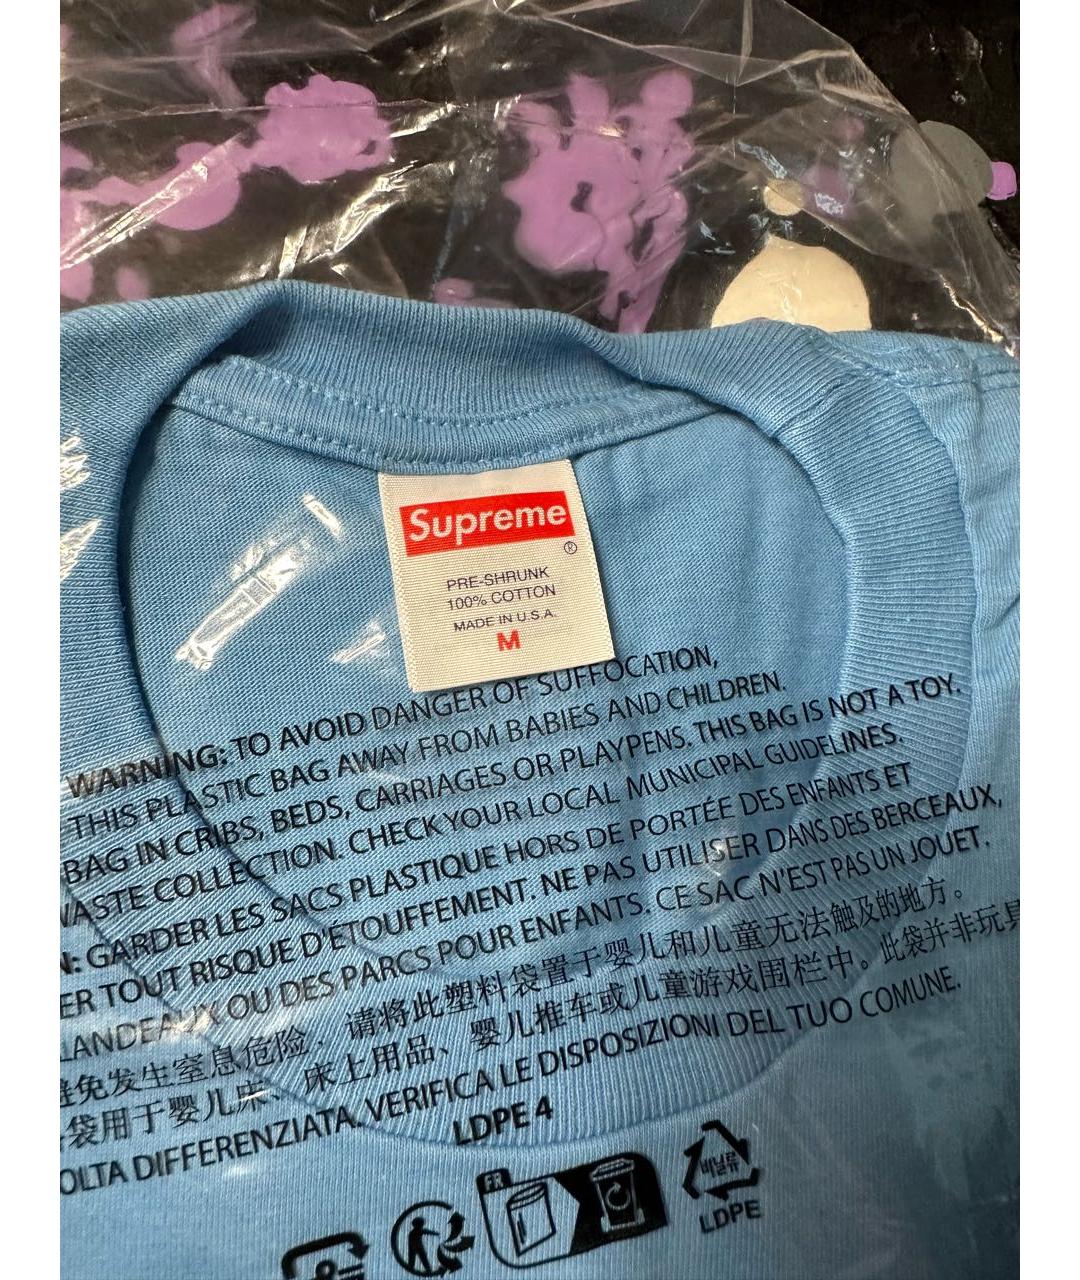 Supreme
®
PRE-SHRUNK
100% COTTON
MADE IN U.S.A.
M
WARNING: TO AVOID DANGER OF SUFFOCATION,
THIS PLASTIC BAG AWAY FROM BABIES AND CHILDREN.
BAG IN CRIBS, BEDS, CARRIAGES OR PLAYPENS. THIS BAG IS NOT A TOY.
WASTE COLLECTION. CHECK YOUR LOCAL MUNICIPAL GUIDELINES.
N: GARDER LES SACS PLASTIQUE HORS DE PORTÉE DES ENFANTS ET
ER TOUT RISQUE D'ÉTOUFFEMENT. NE PAS UTILISER DANS DES BERCEAUX,
LANDEAUX OU DES PARCS POUR ENFANTS. CE SAC N'EST PAS UN JOUET.
避免发生窒息危险，请将此塑料袋置于婴儿和儿童无法触及的地方。
袋用于婴儿床、床上用品、婴儿推车或儿童游戏围栏中。此袋并非玩具
OLTA DIFFERENZIATA. VERIFICA LE DISPOSIZIONI DEL TUO COMUNE.
LDPE 4
FR
비닐류
LDPE